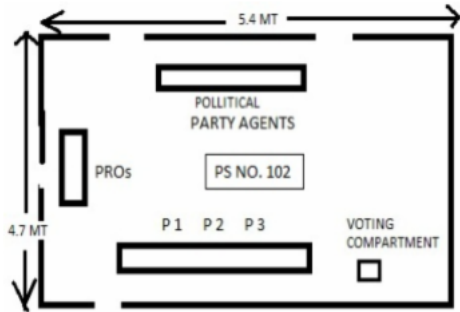 5.4 MT
POLLITICAL
PARTY AGENTS
PROs
PS NO. 102
4.7 MT
P 1 P 2 P 3
VOTING
COMPARTMENT